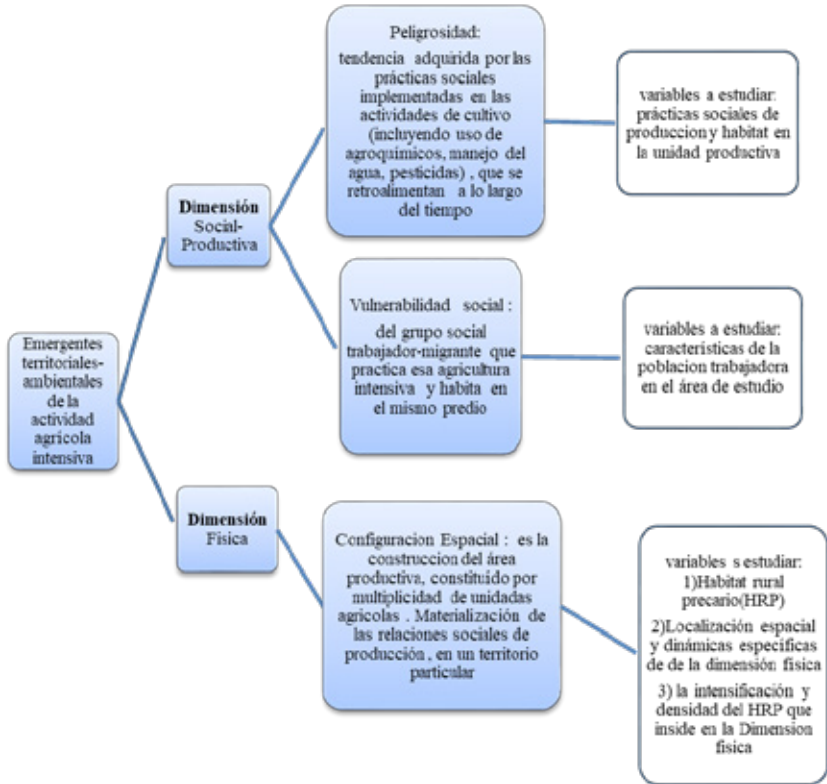 Peligrosidad:
tendencia adquirida por las
prácticas sociales
implementadas en las
actividades de cultivo
(incluyendo uso de
agroquímicos, manejo del
agua, pesticidas) , que se
retroalimentan a lo largo
del tiempo
variables a estudiar:
prácticas sociales de
produccion y habitat en
la unidad productiva
Dimensión
Social-
Productiva
Vulnerabilidad social :
del grupo social
trabajador-migrante que
practica esa agricultura
intensiva y habita en
el mismo predio
variables a estudiar:
características de la
poblacion trabajadora
en el área de estudio
Emergentes
territoriales-
ambientales
de la
actividad
agrícola
intensiva
Dimensión
Física
Configuracion Espacial : es la
construccion del área
productiva, constituído por
multiplicidad de unidadas
agricolas . Materialización de
las relaciones sociales de
producción , en un territorio
particular
variables s estudiar:
1)Habitat rural
precario(HRP)
2)Localización espacial
y dinámicas específicas
de de la dimensión física
3) la intensificación y
densidad del HRP que
inside en la Dimension
fisica